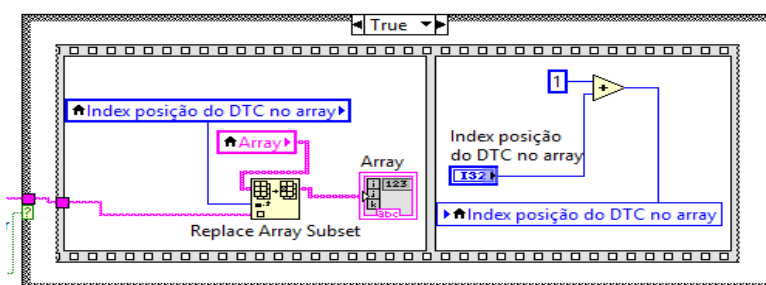 True
Index posição do DTC no array
Array
Array
123
abc
Replace Array Subset
1
+
Index posição
do DTC no array
I32
Index posição do DTC no array
?